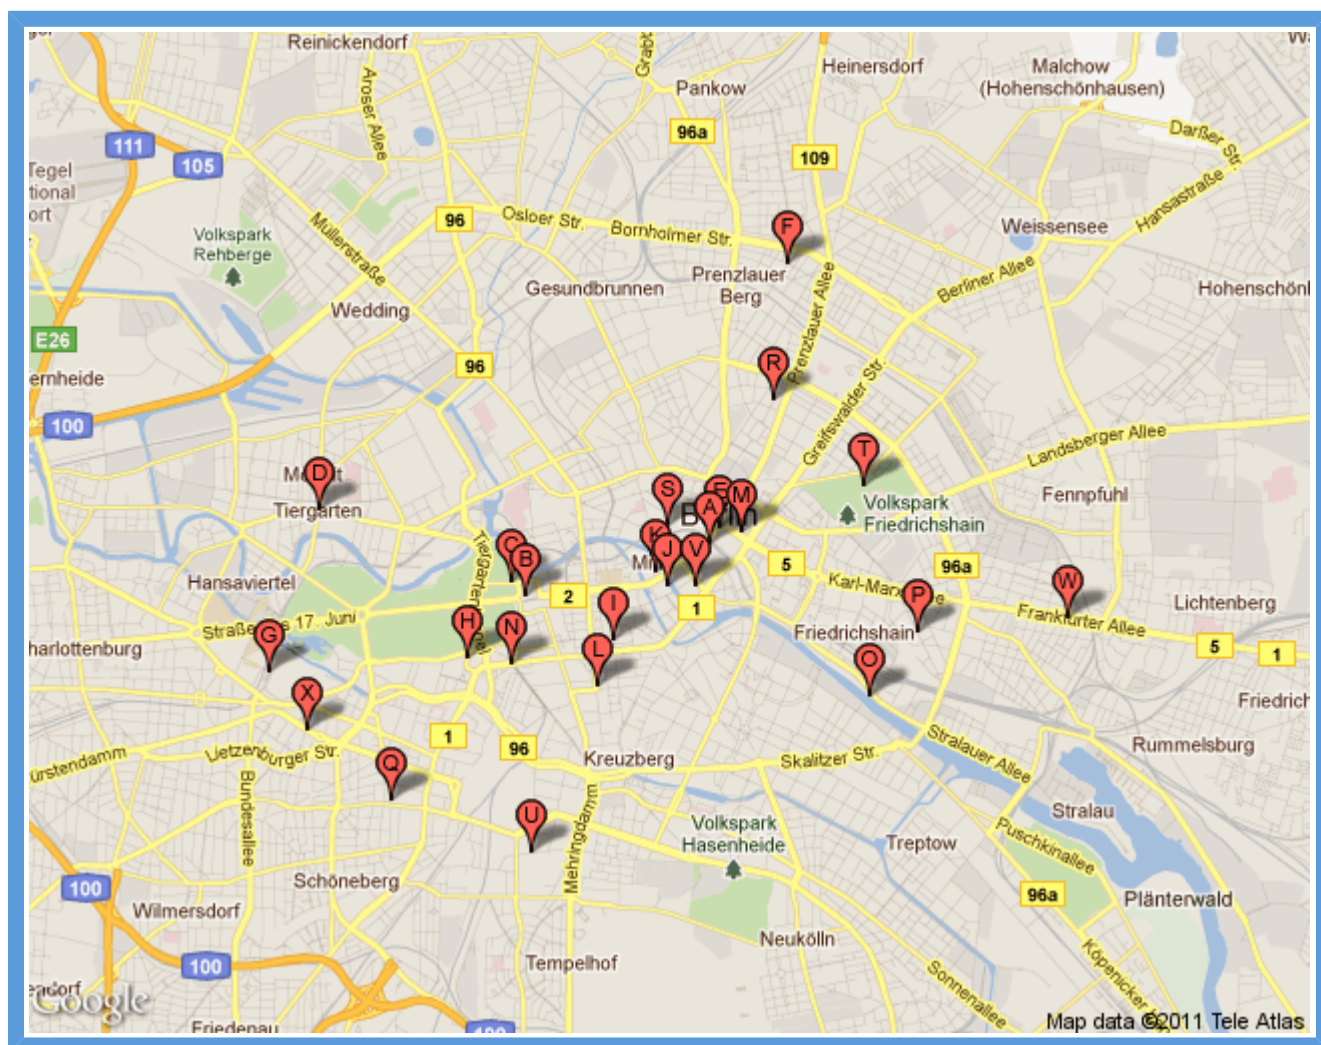 Reinickendorf
Heinersdorf
Malchow
(Hohenschönhausen)
Pankow
Aroser Allee
96a
Darßer Str.
111
105
109
Tegel
Hansastraße
96
Osloer Str.
Bornholmer Str.
F
Weissensee
Volkspark
Rehberge
Müllerstraße
Gesundbrunnen
Prenzlauer
Berg
Berliner Allee
Wedding
E26
Prenzlauer Allee
96
R
100
Greifswalder Str.
Landsberger Allee
T
D
Tiergarten
S
E
M
A
Volkspark
Friedrichshain
Fennpfuhl
K
J
V
C
B
5
96a
Hansaviertel
2
I
1
P
W
Frankfurter Allee
Lichtenberg
Straße des 17. Juni
G
H
N
L
Friedrichshain
O
5
1
X
1
96
Kreuzberg
Skalitzer Str.
Stralauer Allee
Rummelsburg
Lietzenburger Str.
Q
Bundesallee
U
Mehringdamm
Volkspark
Hasenheide
Treptow
Stralau
Puschkinallee
100
Schöneberg
96a
Plänterwald
Wilmersdorf
Neukölln
100
Tempelhof
Sonnenallee
Google
Friedenau
100
Map data ©2011 Tele Atlas